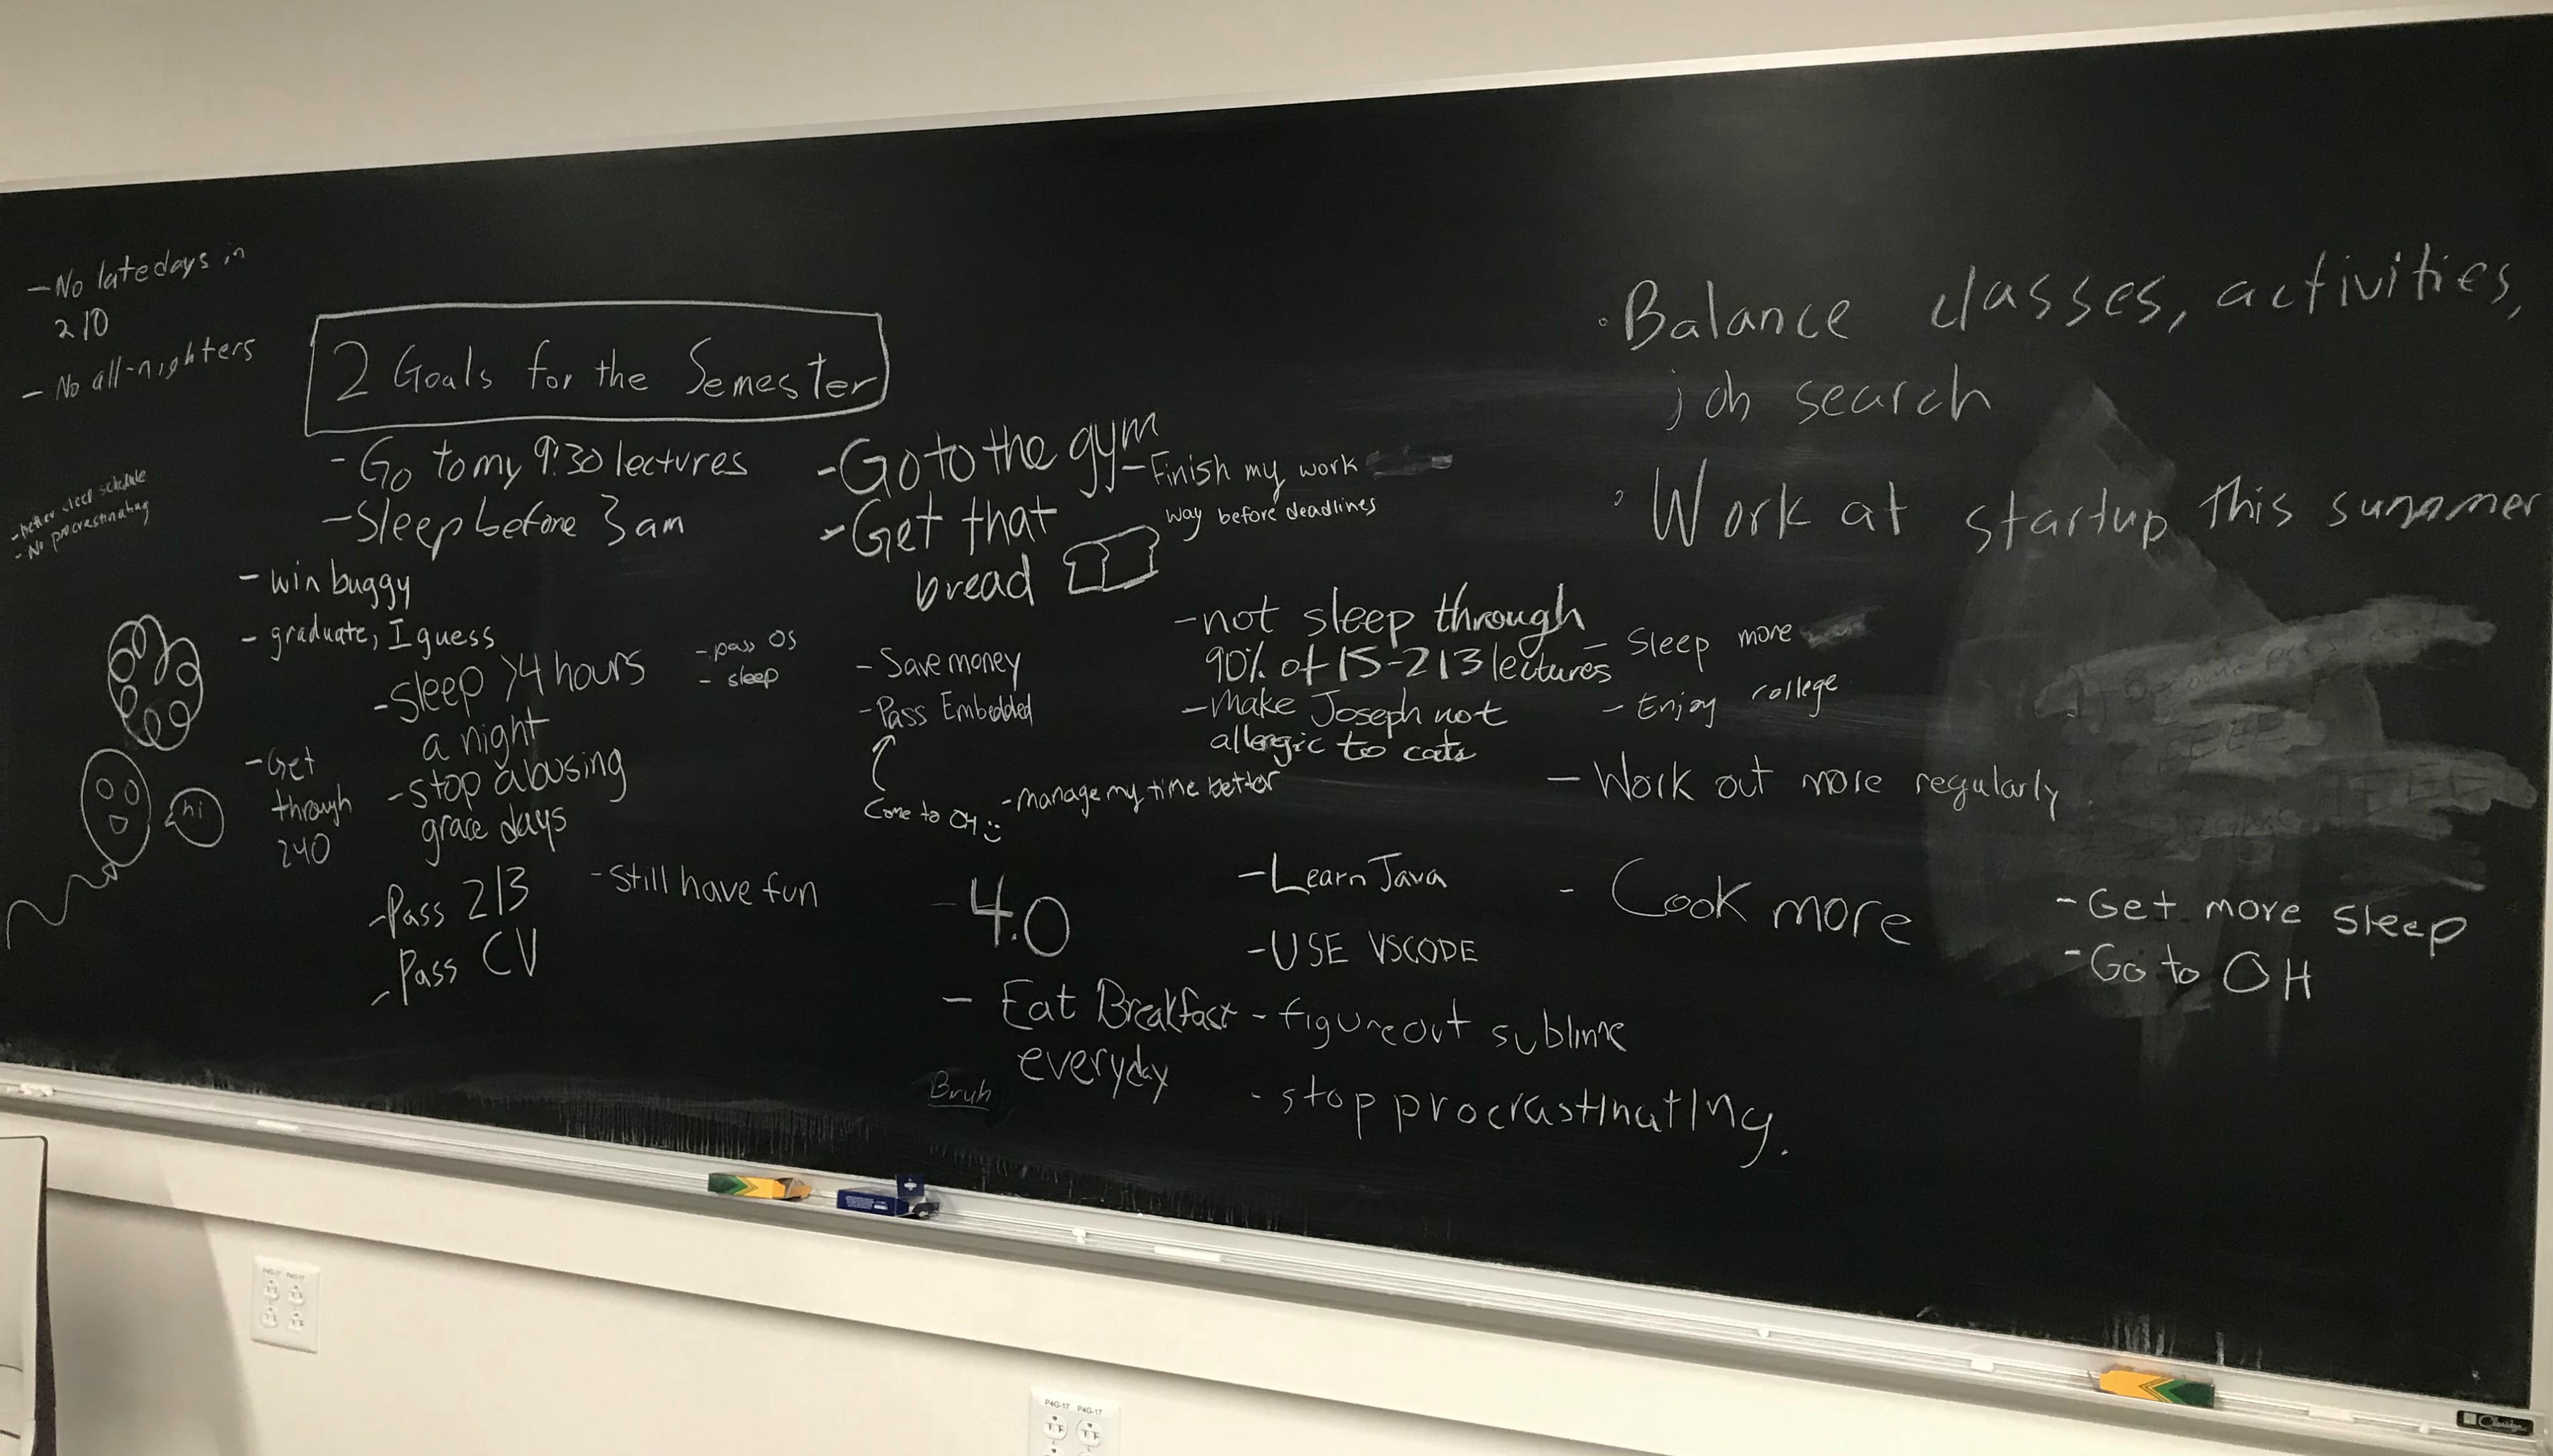 - No latedays in
210
- No all-nighters
- better sleep schedule
- No procrastinating
2 Goals for the Semester
- Go to my 9:30 lectures
- Sleep before 3am
- win buggy
- graduate, I guess
- sleep >4 hours
a night
- stop abusing
grace days
- pass OS
- sleep
hi
- Get
through
240
- Pass 213
- Pass CV
- Still have fun
- Go to the gym
- Get that
bread
- Finish my work
way before deadlines
- Save money
- Pass Embedded
Come to OH
- manage my time better
- not sleep through
90% of 15-213 lectures
- Make Joseph not
allergic to cats
- 4.0
- Eat Breakfast
everyday
Bruh
- Learn Java
- USE VSCODE
- figure out sublime
- stop procrastinating.
· Balance classes, activities,
job search
· Work at startup this summer
- Sleep more
- Enjoy college
- Work out more regularly
- Cook more
- Get more sleep
- Go to OH
P4G-17 P4G-17
Claridge